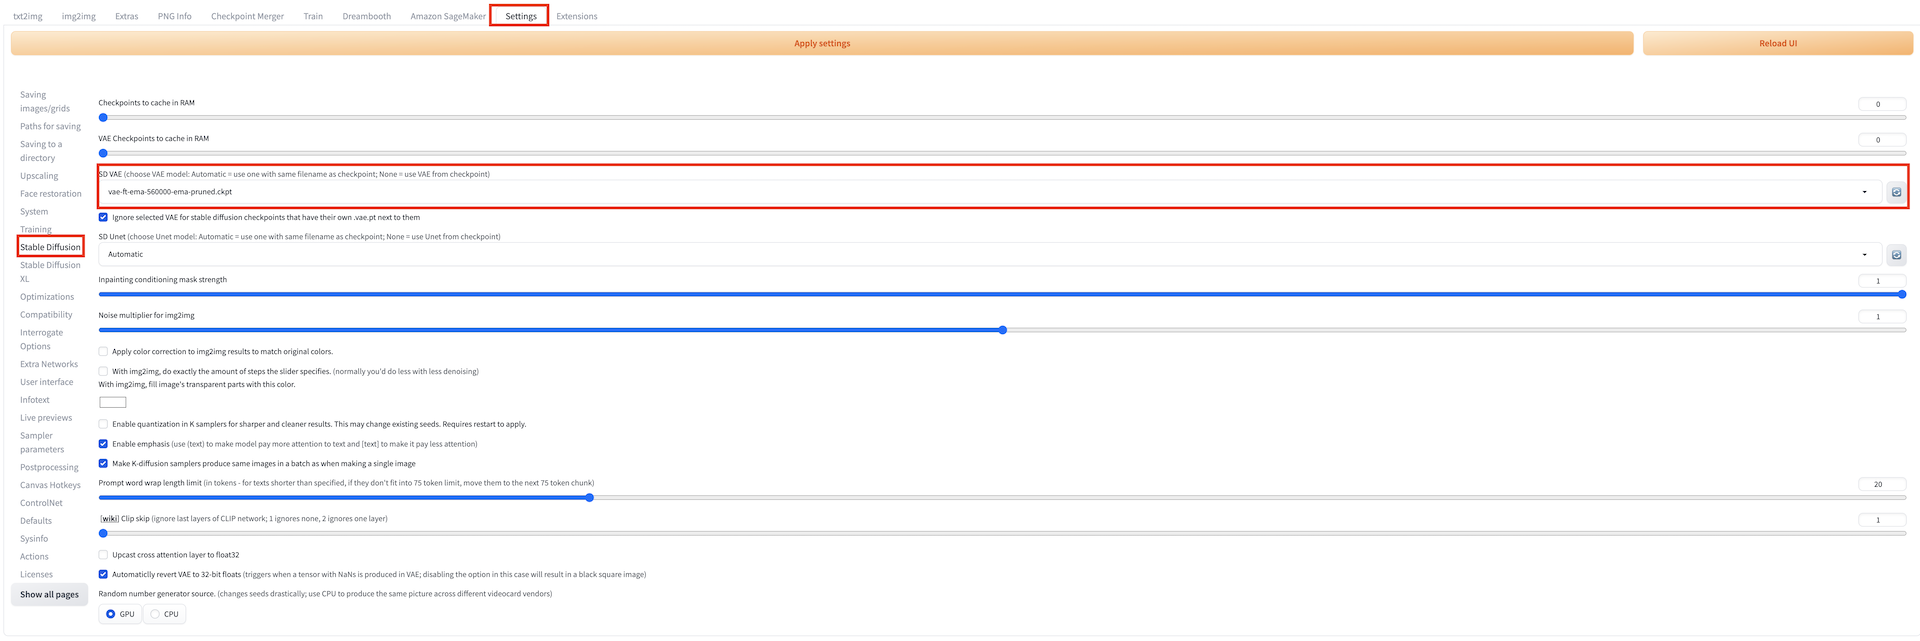 txt2img img2img Extras PNG Info Checkpoint Merger Train Dreambooth Amazon SageMaker Settings Extensions
Apply settings Reload UI
Saving
images/grids
Paths for saving
Saving to a
directory
Upscaling
Face restoration
System
Training
Stable Diffusion
Stable Diffusion
XL
Optimizations
Compatibility
Interrogate
Options
Extra Networks
User interface
Infotext
Live previews
Sampler
parameters
Postprocessing
Canvas Hotkeys
ControlNet
Defaults
Sysinfo
Actions
Licenses
Show all pages
Checkpoints to cache in RAM 0
VAE Checkpoints to cache in RAM 0
SD VAE (choose VAE model: Automatic = use one with same filename as checkpoint; None = use VAE from checkpoint)
vae-ft-ema-560000-ema-pruned.ckpt
Ignore selected VAE for stable diffusion checkpoints that have their own .vae.pt next to them
SD Unet (choose Unet model: Automatic = use one with same filename as checkpoint; None = use Unet from checkpoint)
Automatic
Inpainting conditioning mask strength 1
Noise multiplier for img2img 1
Apply color correction to img2img results to match original colors.
With img2img, do exactly the amount of steps the slider specifies. (normally you'd do less with less denoising)
With img2img, fill image's transparent parts with this color.
Enable quantization in K samplers for sharper and cleaner results. This may change existing seeds. Requires restart to apply.
Enable emphasis (use (text) to make model pay more attention to text and [text] to make it pay less attention)
Make K-diffusion samplers produce same images in a batch as when making a single image
Prompt word wrap length limit (in tokens - for texts shorter than specified, if they don't fit into 75 token limit, move them to the next 75 token chunk) 20
[wiki] Clip skip (ignore last layers of CLIP network; 1 ignores none, 2 ignores one layer) 1
Upcast cross attention layer to float32
Automaticlly revert VAE to 32-bit floats (triggers when a tensor with NaNs is produced in VAE; disabling the option in this case will result in a black square image)
Random number generator source. (changes seeds drastically; use CPU to produce the same picture across different videocard vendors)
GPU CPU